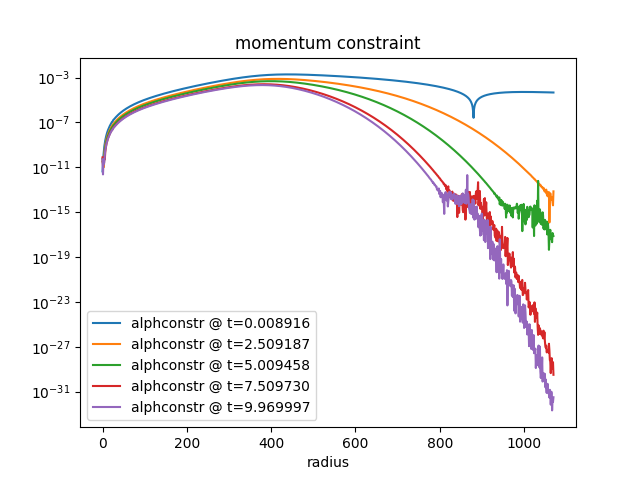 momentum constraint
10^-3
10^-7
10^-11
10^-15
10^-19
10^-23
10^-27
10^-31
alphconstr @ t=0.008916
alphconstr @ t=2.509187
alphconstr @ t=5.009458
alphconstr @ t=7.509730
alphconstr @ t=9.969997
0 200 400 600 800 1000
radius